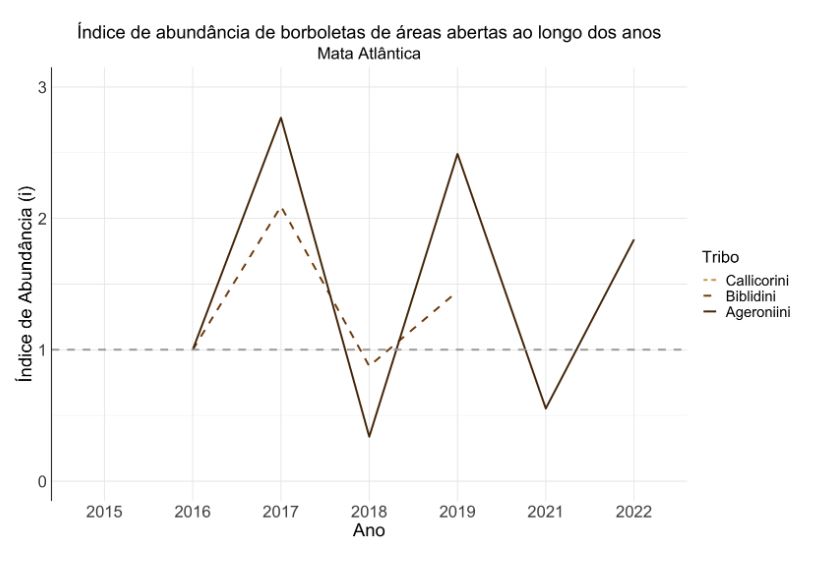 Índice de abundância de borboletas de áreas abertas ao longo dos anos
Mata Atlântica
3
2
1
0
Índice de Abundância (i)
2015 2016 2017 2018 2019 2021 2022
Ano
Tribo
Callicorini
Biblidini
Ageroniini